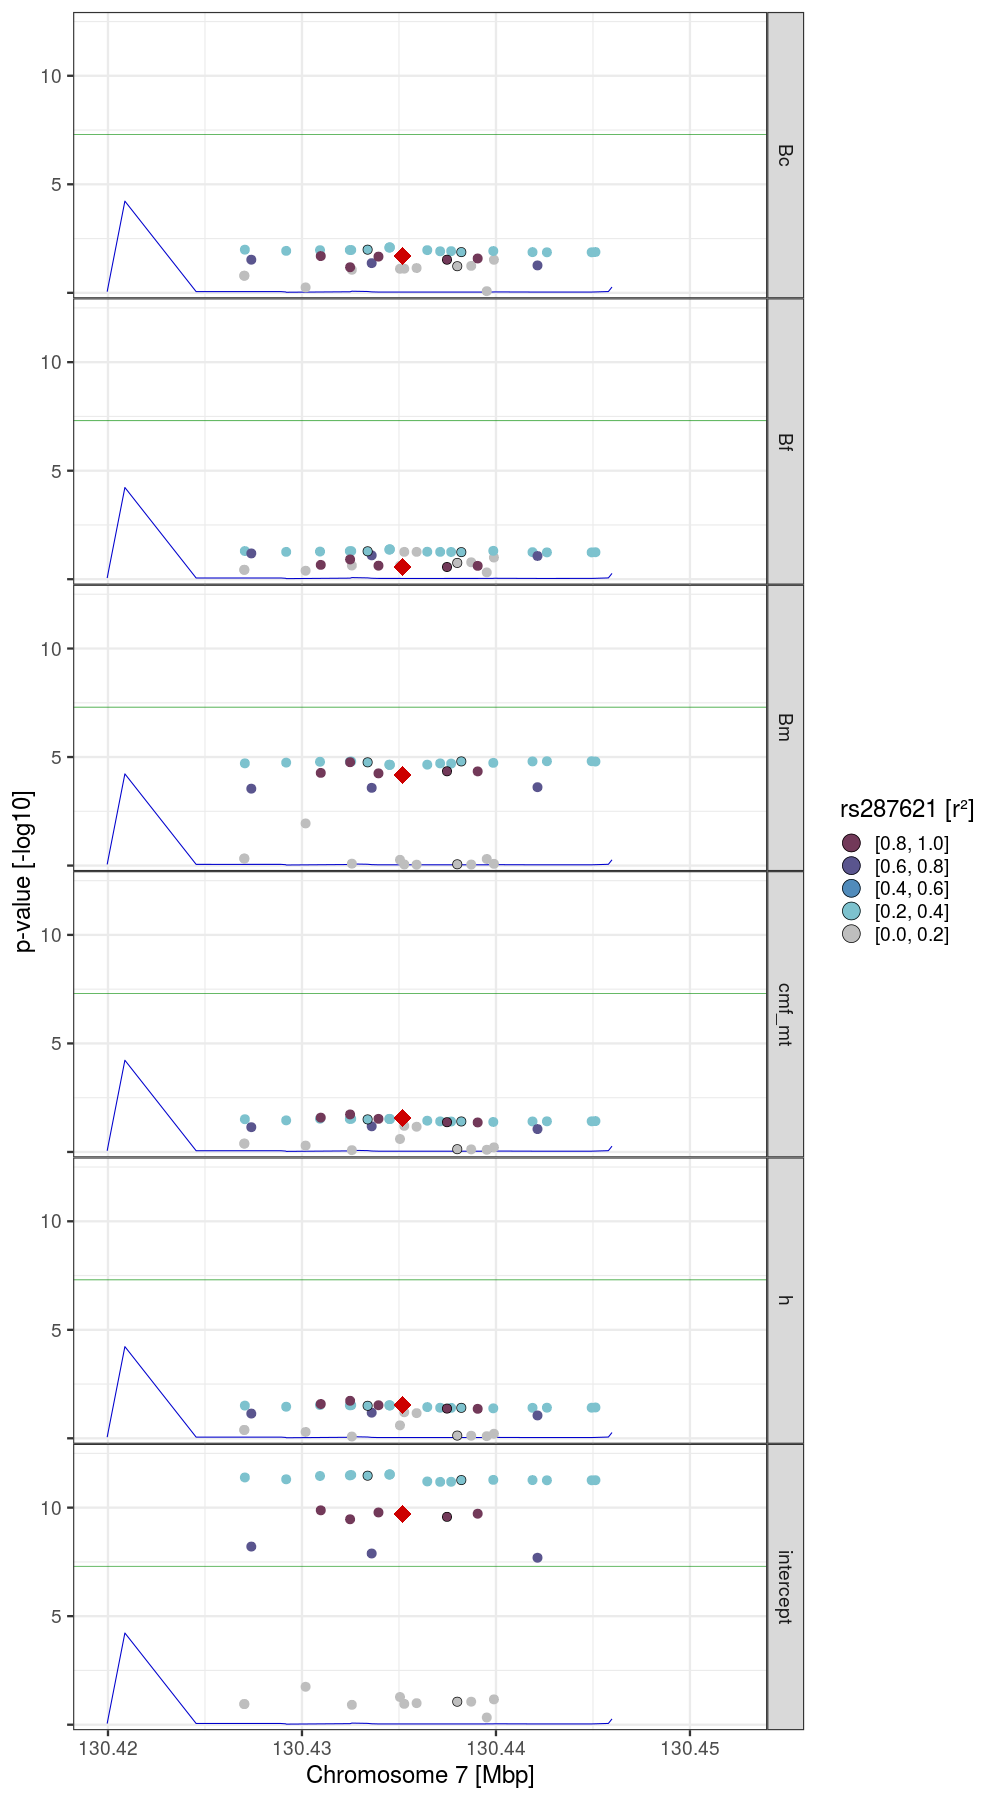 10
5
Bc
10
5
Bf
10
5
Bm
10
5
cmf_mt
10
5
h
10
5
intercept
p-value [-log10]
130.42 130.43 130.44 130.45
Chromosome 7 [Mbp]
rs287621 [r²]
[0.8, 1.0]
[0.6, 0.8]
[0.4, 0.6]
[0.2, 0.4]
[0.0, 0.2]